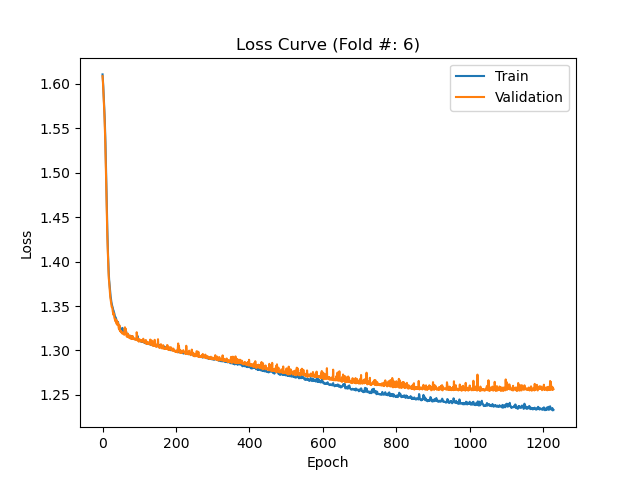 Loss Curve (Fold #: 6)
Train
Validation
1.60
1.55
1.50
1.45
1.40
1.35
1.30
1.25
Loss
0 200 400 600 800 1000 1200
Epoch